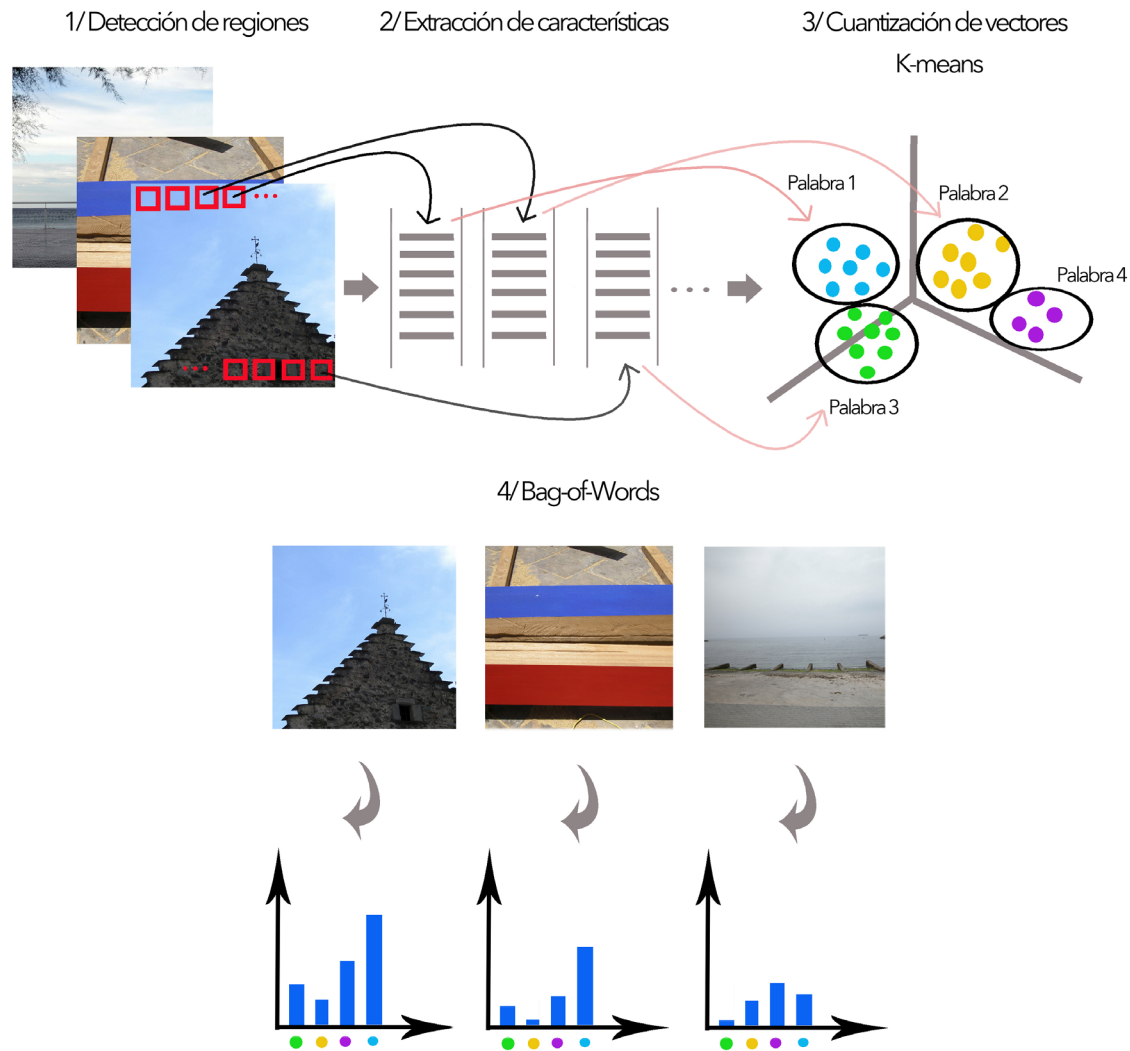 1/ Detección de regiones
2/ Extracción de características
3/ Cuantización de vectores
K-means
Palabra 1
Palabra 2
Palabra 4
Palabra 3
4/ Bag-of-Words